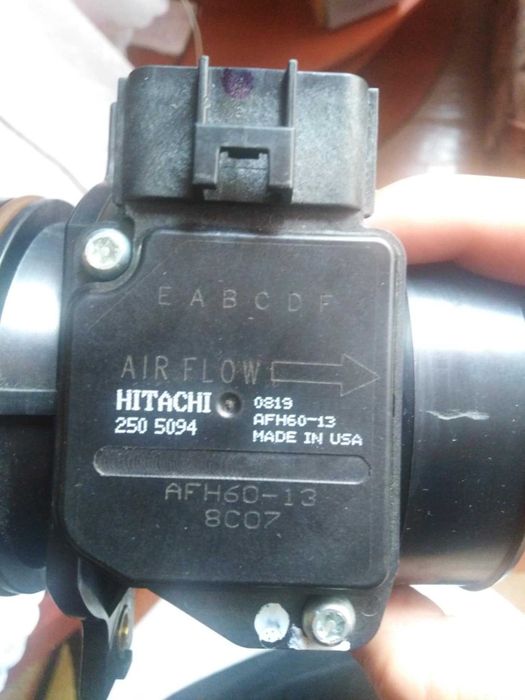 E A B C D F
AIR FLOW
HITACHI 0819
250 5094 AFH60-13
MADE IN USA
AFH60-13
8C07